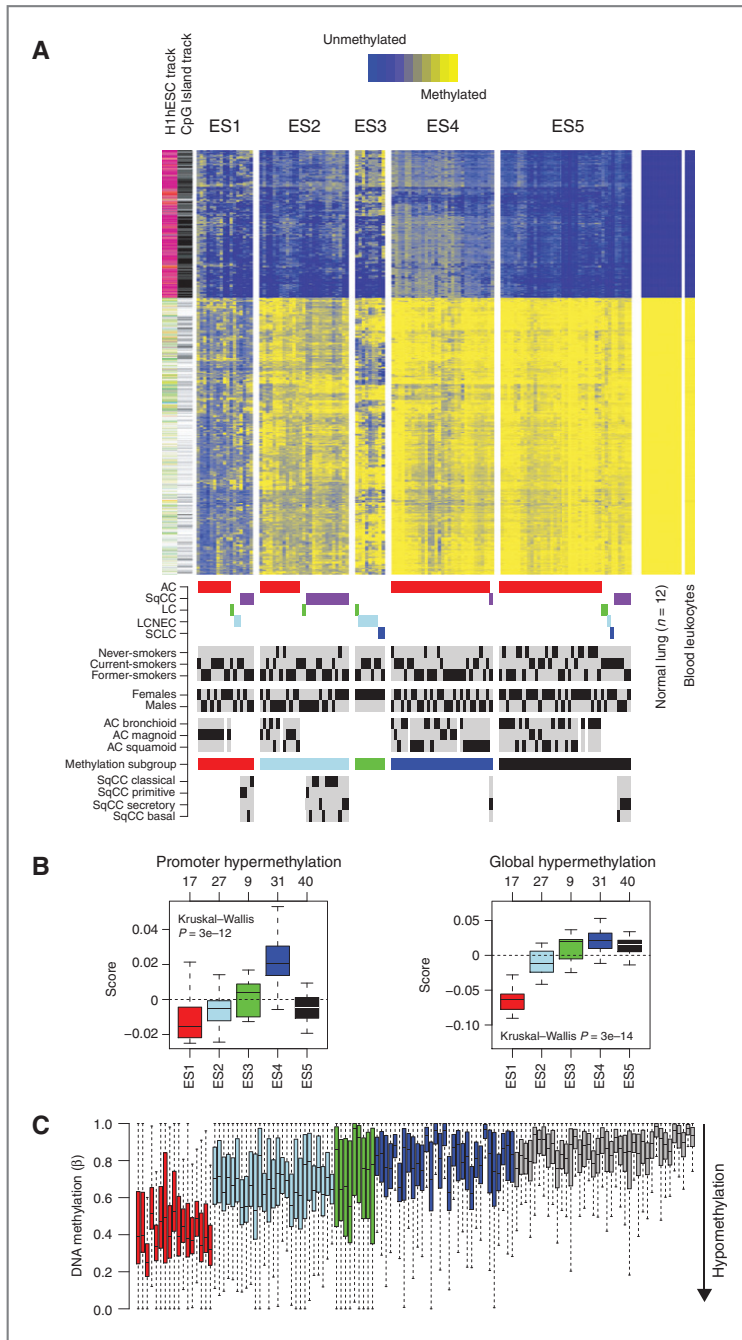 A
Unmethylated
Methylated
H1hESC track
CpG Island track
ES1
ES2
ES3
ES4
ES5
AC
SqCC
LC
LCNEC
SCLC
Never-smokers
Current-smokers
Former-smokers
Females
Males
AC bronchioid
AC magnoid
AC squamoid
Methylation subgroup
SqCC classical
SqCC primitive
SqCC secretory
SqCC basal
Normal lung (n = 12)
Blood leukocytes
B
Promoter hypermethylation
17 27 9 31 40
Kruskal–Wallis
P = 3e–12
Score
0.04
0.02
0
−0.02
ES1
ES2
ES3
ES4
ES5
Global hypermethylation
17 27 9 31 40
Score
0.05
0
−0.05
−0.10
Kruskal–Wallis P = 3e–14
ES1
ES2
ES3
ES4
ES5
C
DNA methylation (β)
1.0
0.8
0.6
0.4
0.2
0.0
Hypomethylation